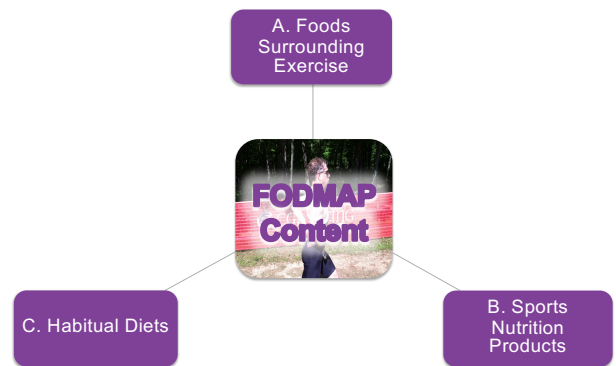 A. Foods
Surrounding
Exercise
FODMAP
Content
C. Habitual Diets
B. Sports
Nutrition
Products